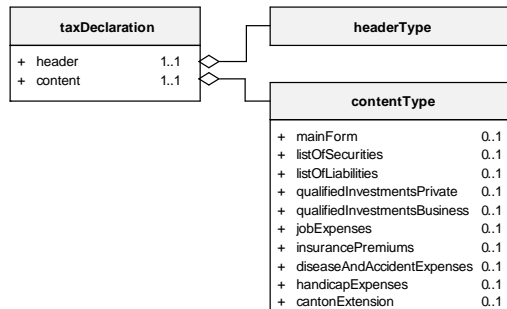 taxDeclaration
+ header 1..1
+ content 1..1
headerType
contentType
+ mainForm 0..1
+ listOfSecurities 0..1
+ listOfLiabilities 0..1
+ qualifiedInvestmentsPrivate 0..1
+ qualifiedInvestmentsBusiness 0..1
+ jobExpenses 0..1
+ insurancePremiums 0..1
+ diseaseAndAccidentExpenses 0..1
+ handicapExpenses 0..1
+ cantonExtension 0..1